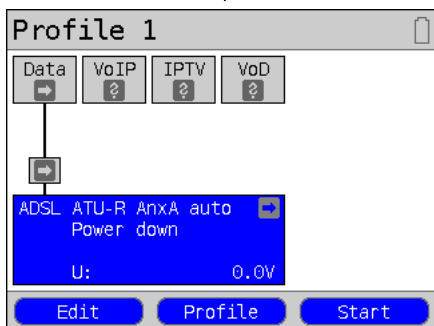 Profile 1
Data VoIP IPTV VoD
? ? ?
ADSL ATU-R AnxA auto
Power down
U: 0.0V
Edit Profile Start